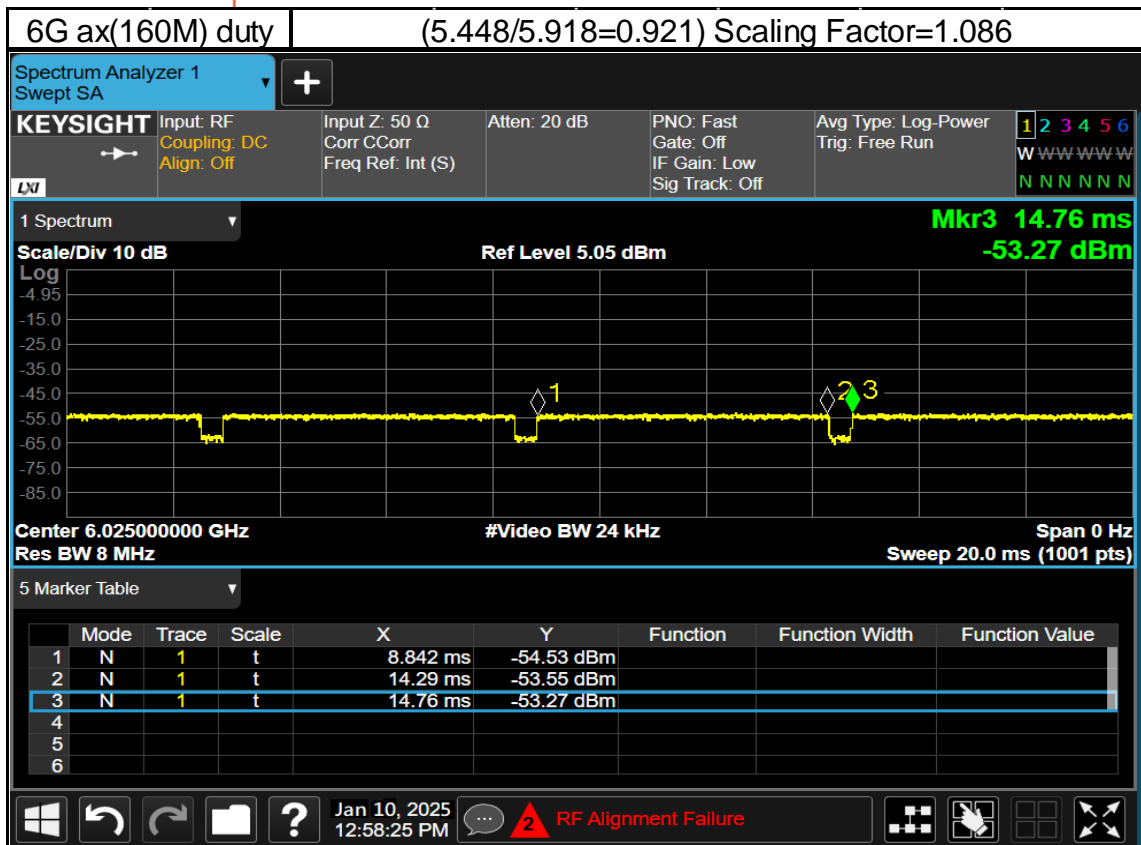 6G ax(160M) duty (5.448/5.918=0.921) Scaling Factor=1.086
Spectrum Analyzer 1
Swept SA
+
KEYSIGHT
LXI
Input: RF
Coupling: DC
Align: Off
Input Z: 50 Ω
Corr CCorr
Freq Ref: Int (S)
Atten: 20 dB
PNO: Fast
Gate: Off
IF Gain: Low
Sig Track: Off
Avg Type: Log-Power
Trig: Free Run
1 2 3 4 5 6
W W W W W W
N N N N N N
1 Spectrum
Mkr3 14.76 ms
Scale/Div 10 dB Ref Level 5.05 dBm -53.27 dBm
Log
-4.95
-15.0
-25.0
-35.0
-45.0
-55.0
-65.0
-75.0
-85.0
1
2
3
Center 6.025000000 GHz #Video BW 24 kHz Span 0 Hz
Res BW 8 MHz Sweep 20.0 ms (1001 pts)
5 Marker Table
Mode Trace Scale X Y Function Function Width Function Value
1 N 1 t 8.842 ms -54.53 dBm
2 N 1 t 14.29 ms -53.55 dBm
3 N 1 t 14.76 ms -53.27 dBm
4
5
6
?
Jan 10, 2025
12:58:25 PM
2
RF Alignment Failure